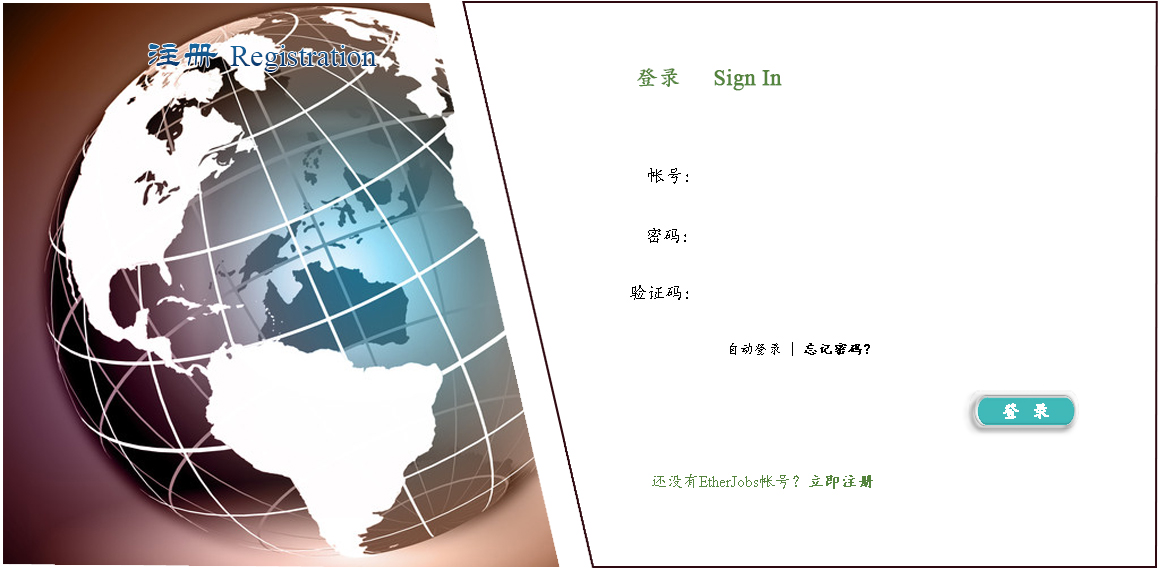 注册 Registration
登录 Sign In
帐号:
密码:
验证码:
自动登录 | 忘记密码?
登 录
还没有EtherJobs帐号? 立即注册